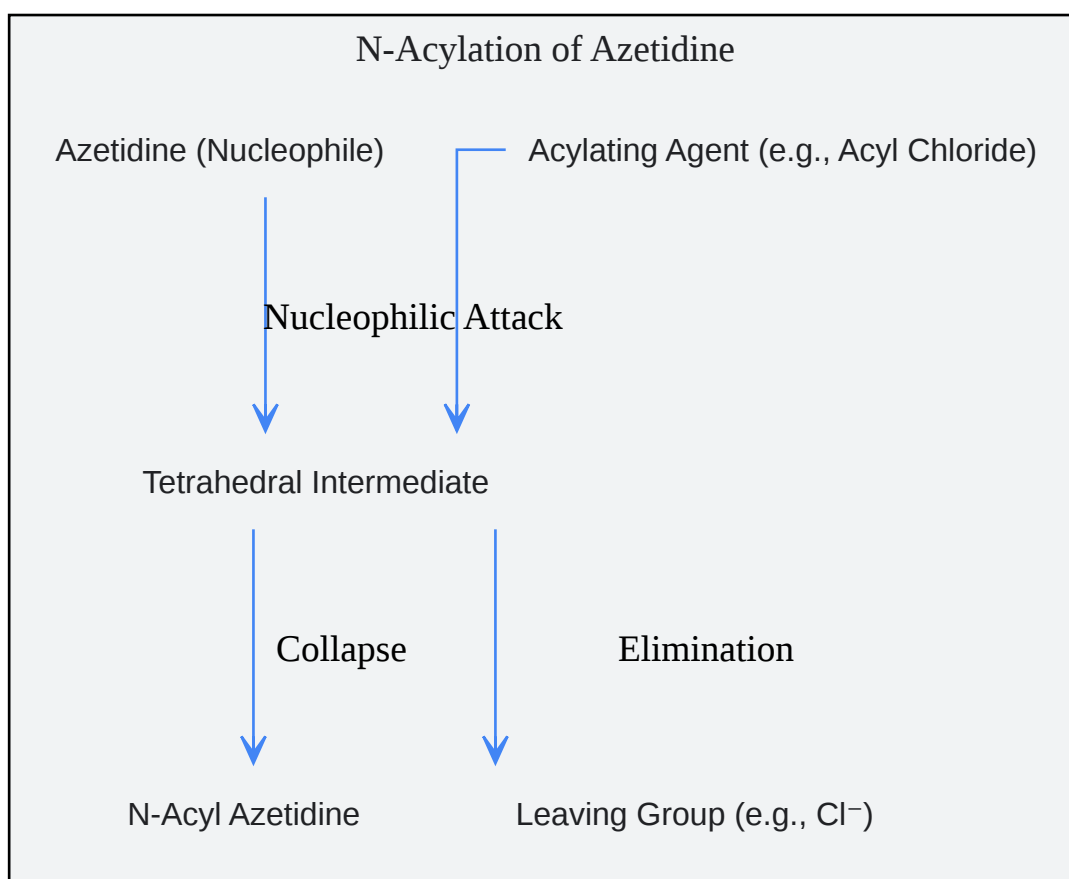 N-Acylation of Azetidine
Azetidine (Nucleophile)
Acylating Agent (e.g., Acyl Chloride)
Nucleophilic Attack
Tetrahedral Intermediate
Collapse
Elimination
N-Acyl Azetidine
Leaving Group (e.g., Cl⁻)